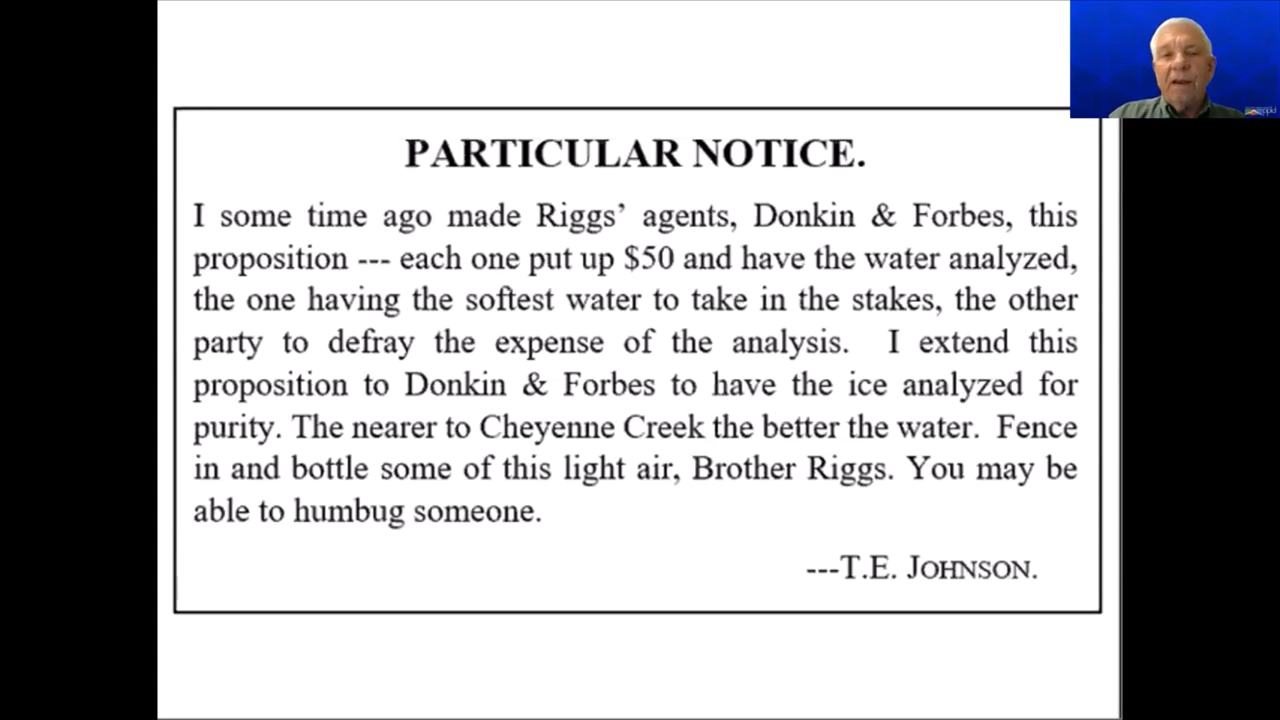 PARTICULAR NOTICE.
I some time ago made Riggs’ agents, Donkin & Forbes, this
proposition --- each one put up $50 and have the water analyzed,
the one having the softest water to take in the stakes, the other
party to defray the expense of the analysis. I extend this
proposition to Donkin & Forbes to have the ice analyzed for
purity. The nearer to Cheyenne Creek the better the water. Fence
in and bottle some of this light air, Brother Riggs. You may be
able to humbug someone.
---T.E. JOHNSON.